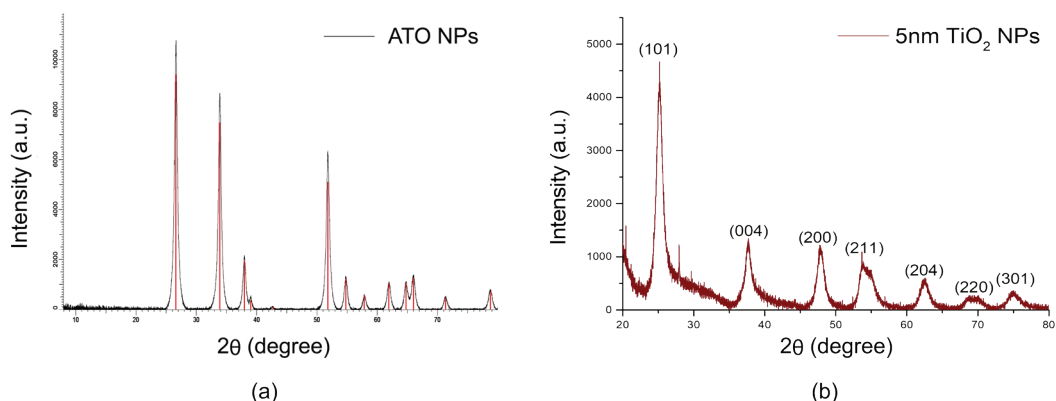 ATO NPs
10000
8000
6000
4000
2000
0
Intensity (a.u.)
10 20 30 40 50 60 70
2θ (degree)
(a)
5nm TiO₂ NPs
5000
4000
3000
2000
1000
0
Intensity (a.u.)
(101)
(004)
(200)
(211)
(204)
(220)
(301)
20 30 40 50 60 70 80
2θ (degree)
(b)